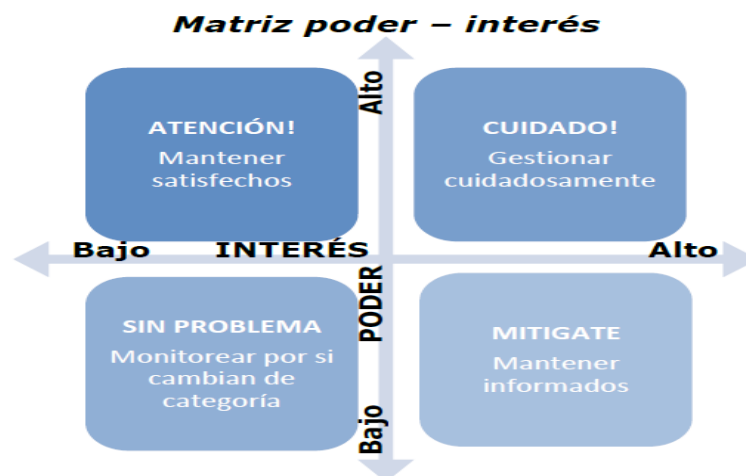 Matriz poder – interés
Alto
ATENCIÓN!
Mantener
satisfechos
CUIDADO!
Gestionar
cuidadosamente
Bajo
INTERÉS
Alto
PODER
SIN PROBLEMA
Monitorear por si
cambian de
categoría
MITIGATE
Mantener
informados
Bajo